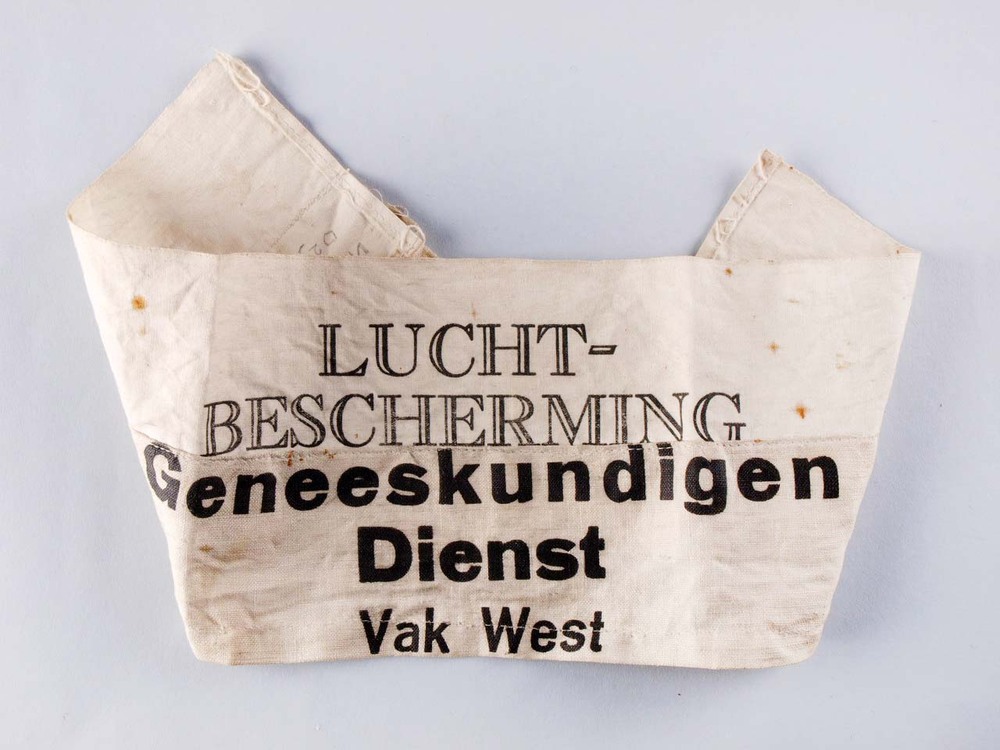 LUCHT-
BESCHERMING
Geneeskundigen
Dienst
Vak West